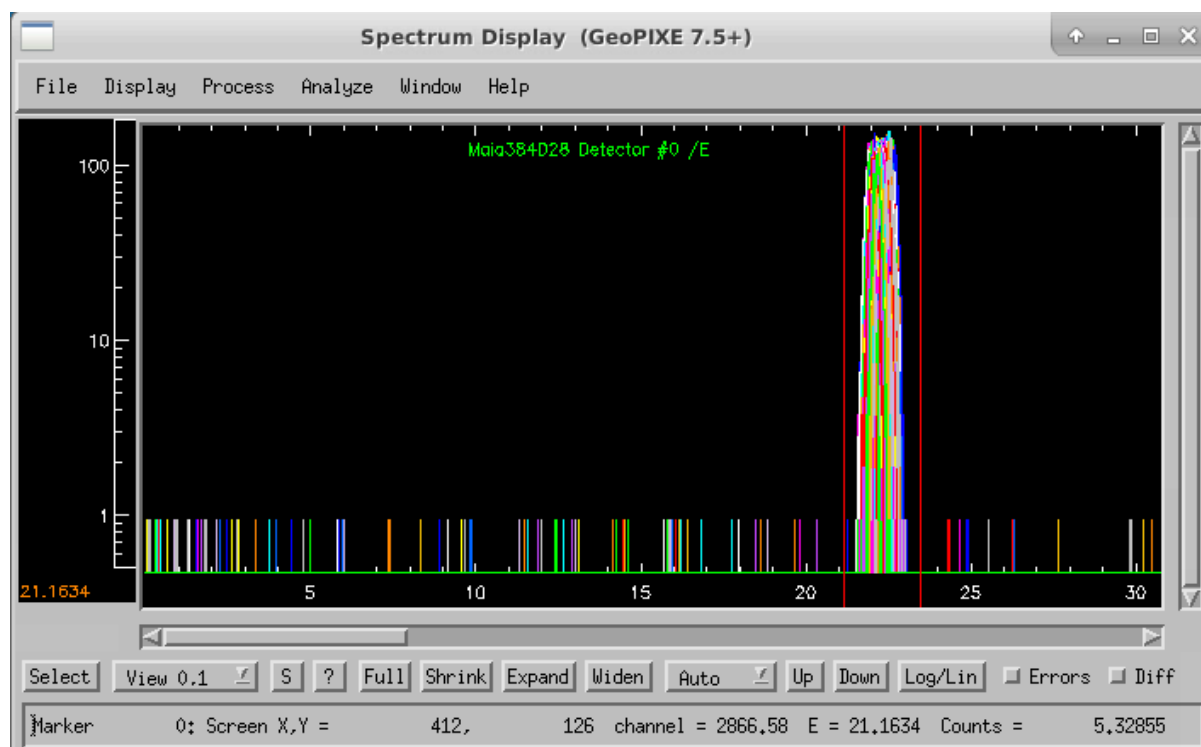 Spectrum Display (GeoPIXE 7.5+)
File Display Process Analyze Window Help
Maia384D28 Detector #0 /E
100
10
1
21.1634 5 10 15 20 25 30
Select View 0.1 S ? Full Shrink Expand Widen Auto Up Down Log/Lin Errors Diff
Marker 0: Screen X,Y = 412, 126 channel = 2866.58 E = 21.1634 Counts = 5.32855